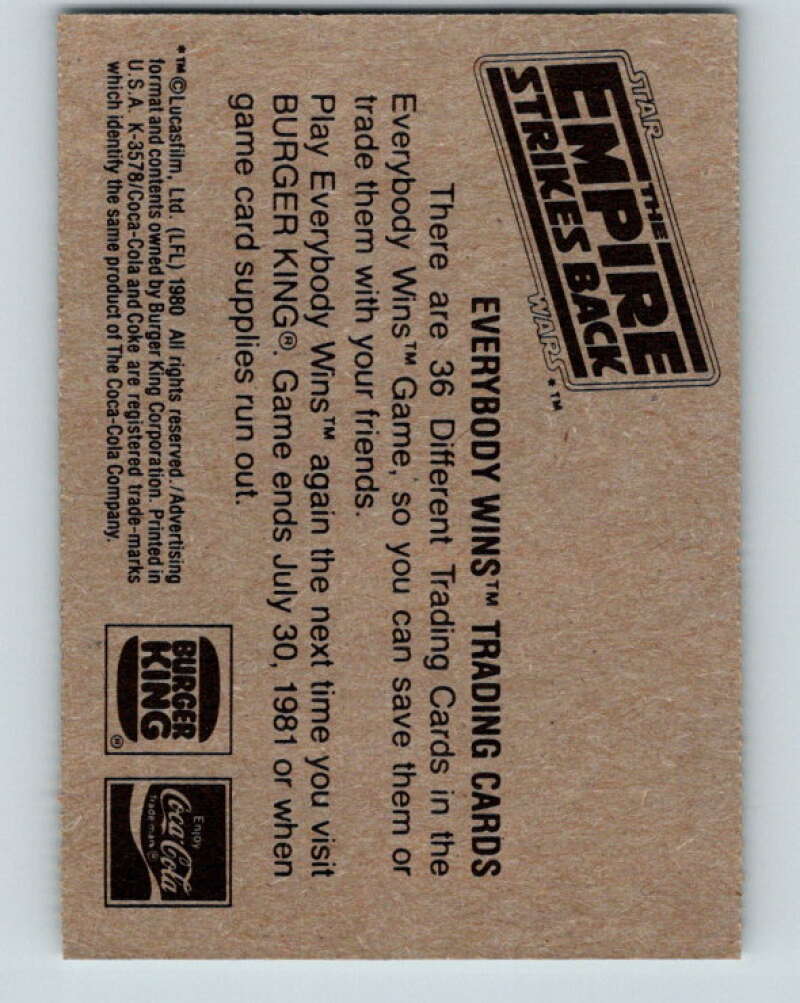 STAR
THE
EMPIRE
STRIKES BACK
WARS *™
EVERYBODY WINS™ TRADING CARDS
There are 36 Different Trading Cards in the
Everybody Wins™ Game, so you can save them or
trade them with your friends.
Play Everybody Wins™ again the next time you visit
BURGER KING®. Game ends July 30, 1981 or when
game card supplies run out.
*™ © Lucasfilm, Ltd. (LFL) 1980 All rights reserved./Advertising
format and contents owned by Burger King Corporation. Printed in
U.S.A. K-3578/Coca-Cola and Coke are registered trade-marks
which identify the same product of The Coca-Cola Company.
BURGER
KING
®
Enjoy
Coca-Cola
Trade-mark ®